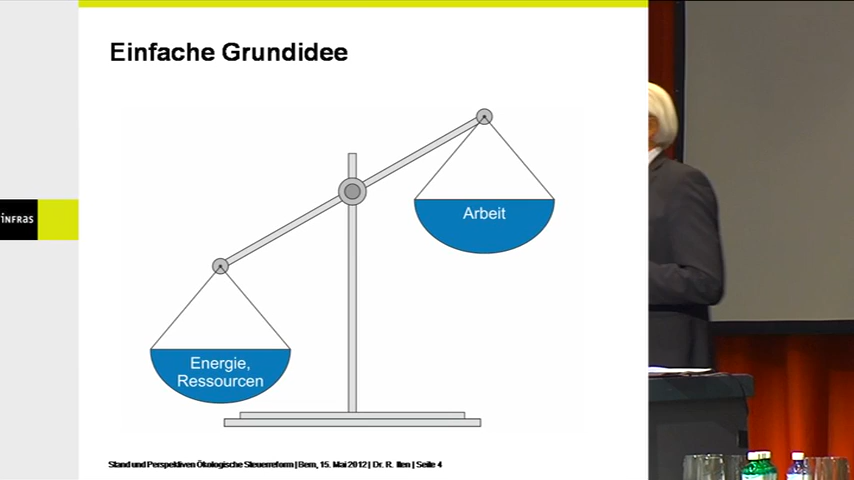 Einfache Grundidee
INFRAS
Arbeit
Energie,
Ressourcen
Stand und Perspektiven Ökologische Steuerreform | Bern, 15. Mai 2012 | Dr. R. Iten | Seite 4